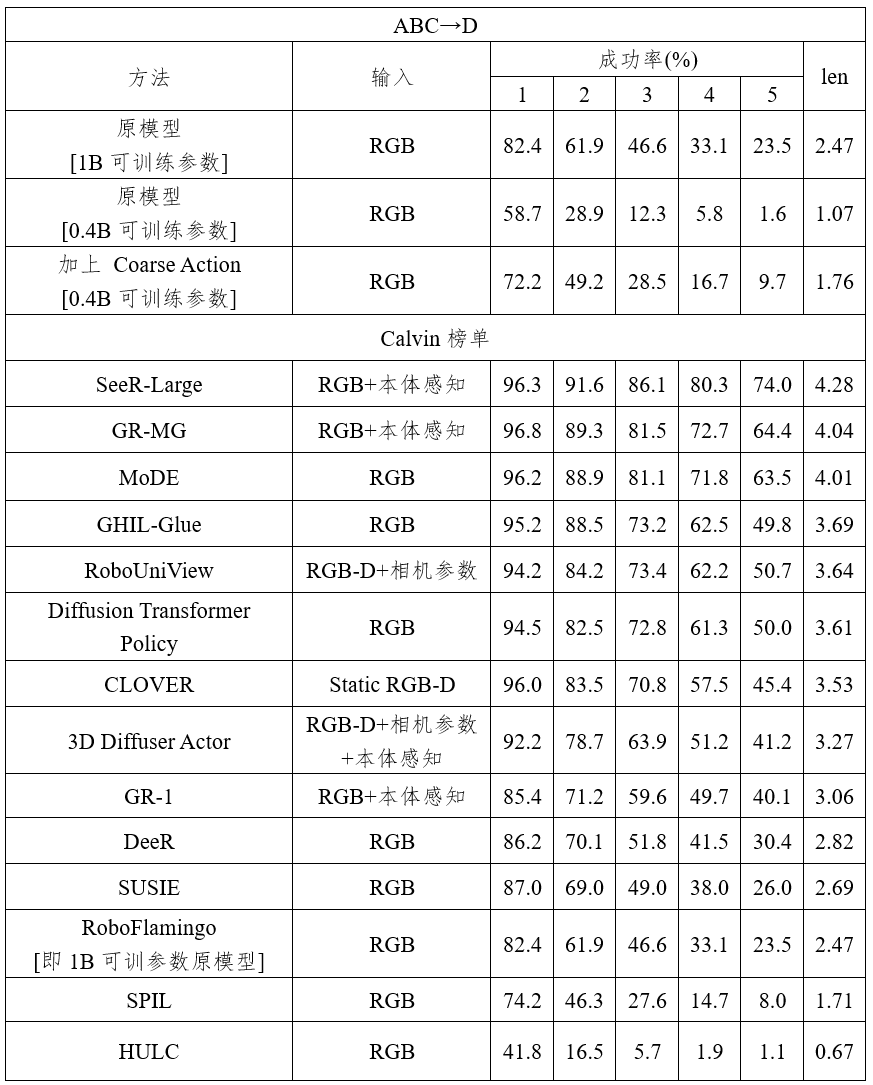 ABC→D
方法 输入 成功率(%) len
1 2 3 4 5
原模型
[1B 可训练参数] RGB 82.4 61.9 46.6 33.1 23.5 2.47
原模型
[0.4B 可训练参数] RGB 58.7 28.9 12.3 5.8 1.6 1.07
加上 Coarse Action
[0.4B 可训练参数] RGB 72.2 49.2 28.5 16.7 9.7 1.76
Calvin 榜单
SeeR-Large RGB+本体感知 96.3 91.6 86.1 80.3 74.0 4.28
GR-MG RGB+本体感知 96.8 89.3 81.5 72.7 64.4 4.04
MoDE RGB 96.2 88.9 81.1 71.8 63.5 4.01
GHIL-Glue RGB 95.2 88.5 73.2 62.5 49.8 3.69
RoboUniView RGB-D+相机参数 94.2 84.2 73.4 62.2 50.7 3.64
Diffusion Transformer
Policy RGB 94.5 82.5 72.8 61.3 50.0 3.61
CLOVER Static RGB-D 96.0 83.5 70.8 57.5 45.4 3.53
3D Diffuser Actor RGB-D+相机参数
+本体感知 92.2 78.7 63.9 51.2 41.2 3.27
GR-1 RGB+本体感知 85.4 71.2 59.6 49.7 40.1 3.06
DeeR RGB 86.2 70.1 51.8 41.5 30.4 2.82
SUSIE RGB 87.0 69.0 49.0 38.0 26.0 2.69
RoboFlamingo
[即 1B 可训参数原模型] RGB 82.4 61.9 46.6 33.1 23.5 2.47
SPIL RGB 74.2 46.3 27.6 14.7 8.0 1.71
HULC RGB 41.8 16.5 5.7 1.9 1.1 0.67